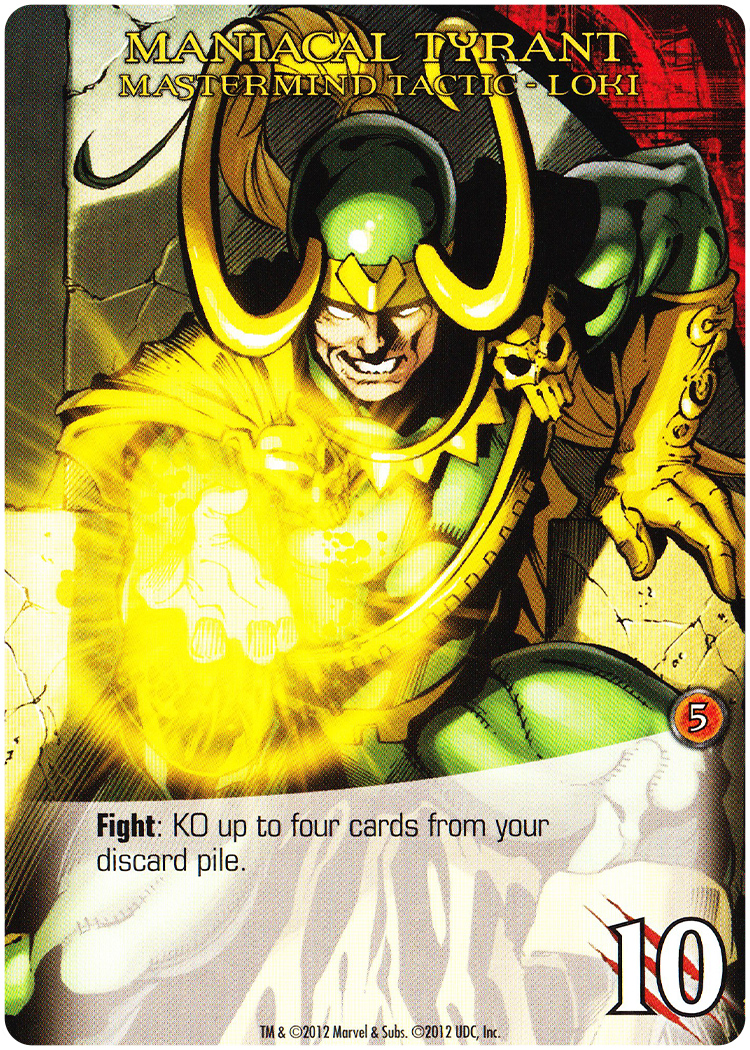 MANIACAL TYRANT
MASTERMIND TACTIC - LOKI
5
Fight: KO up to four cards from your
discard pile.
10
TM & ©2012 Marvel & Subs. ©2012 UDC, Inc.